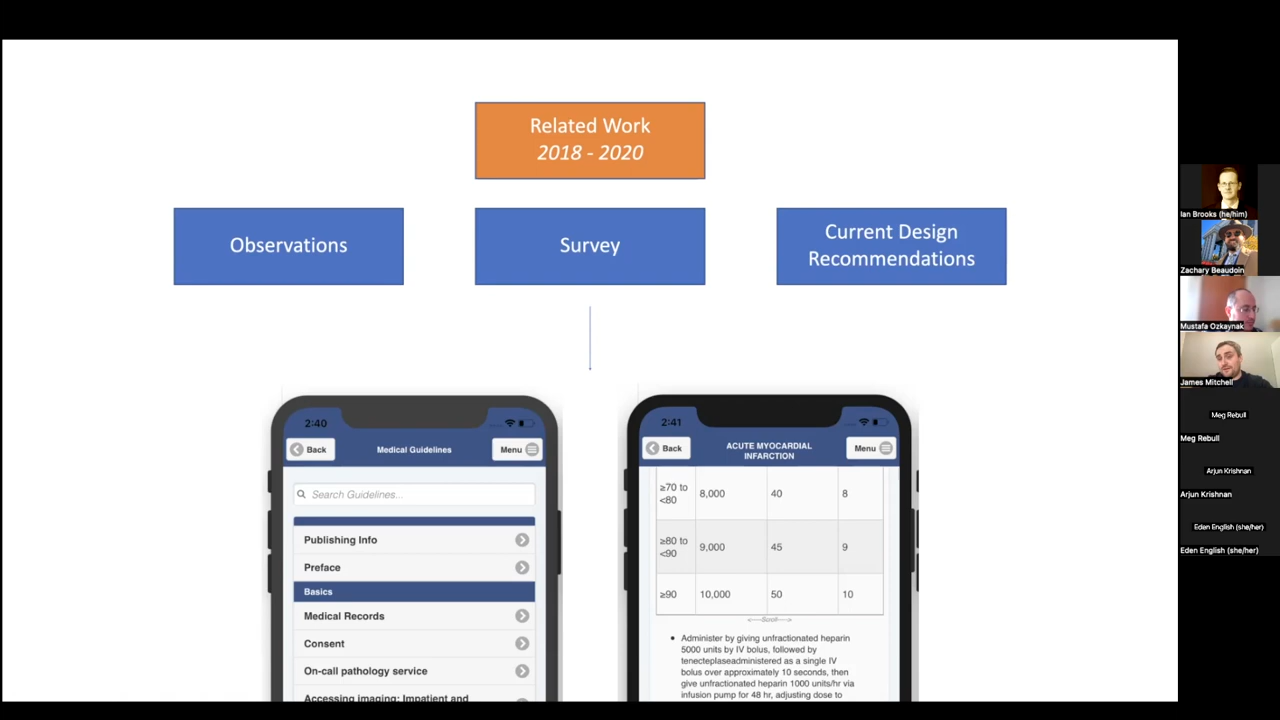 Related Work
2018 - 2020
Observations
Survey
Current Design
Recommendations
2:40
Back
Medical Guidelines
Menu
Search Guidelines...
Publishing Info
Preface
Basics
Medical Records
Consent
On-call pathology service
Accessing imaging: Impatient and
2:41
Back
ACUTE MYOCARDIAL
INFARCTION
Menu
≥70 to
<80
8,000
40
8
≥80 to
<90
9,000
45
9
≥90
10,000
50
10
Scroll
• Administer by giving unfractionated heparin
5000 units by IV bolus, followed by
tenecteplaseadministered as a single IV
bolus over approximately 10 seconds, then
give unfractionated heparin 1000 units/hr via
infusion pump for 48 hr, adjusting dose to
Ian Brooks (he/him)
Zachary Beaudoin
Mustafa Ozkaynak
James Mitchell
Meg Rebull
Meg Rebull
Arjun Krishnan
Arjun Krishnan
Eden English (she/her)
Eden English (she/her)